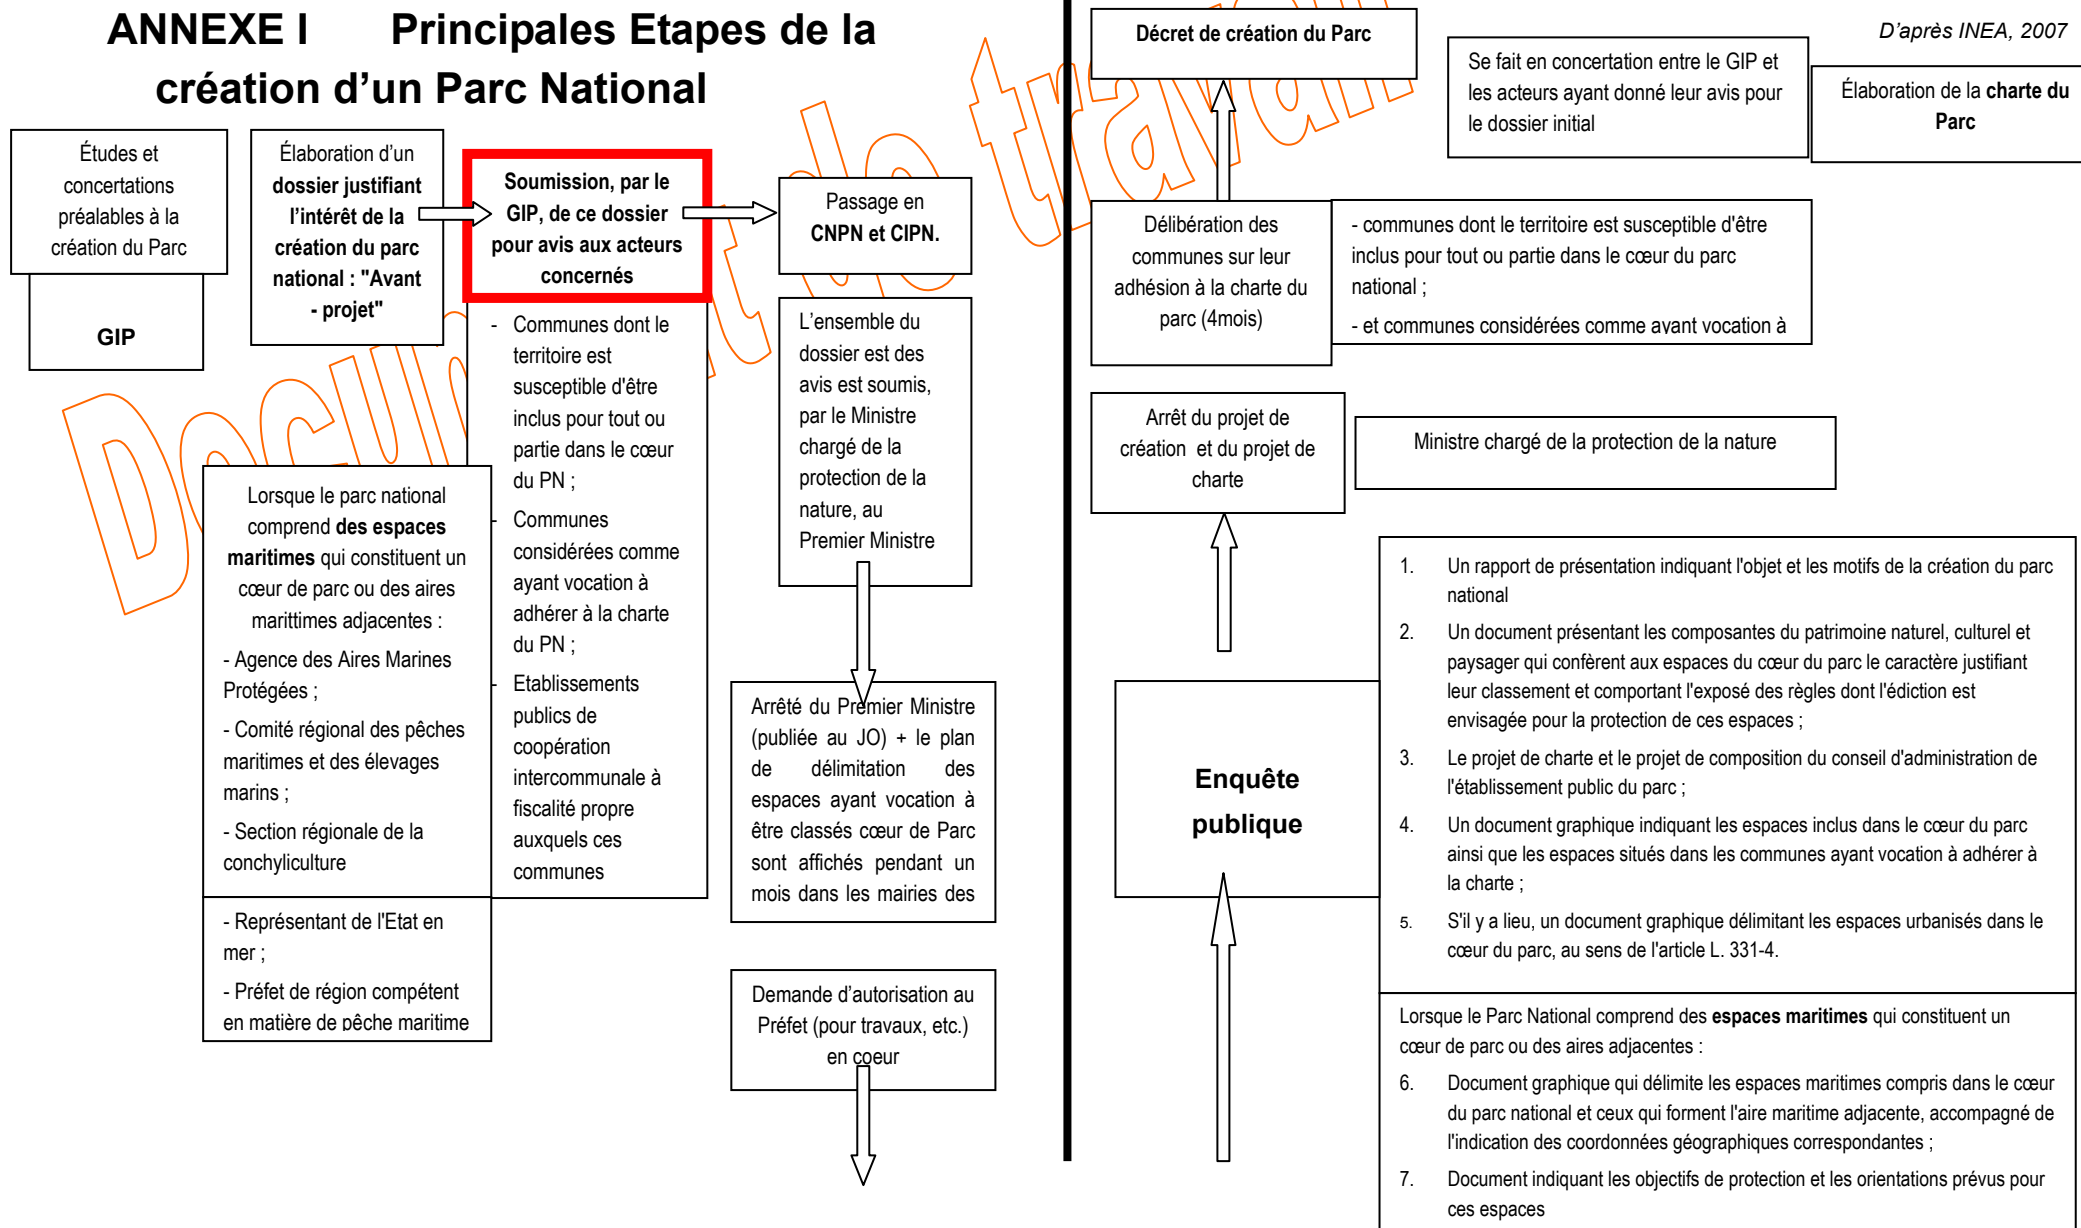 ANNEXE I Principales Etapes de la
création d'un Parc National
Études et
concertations
préalables à la
création du Parc
GIP
Élaboration d'un
dossier justifiant
l'intérêt de la
création du parc
national : "Avant
- projet"
Soumission, par le
GIP, de ce dossier
pour avis aux acteurs
concernés
- Communes dont le
territoire est
susceptible d'être
inclus pour tout ou
partie dans le cœur
du PN ;
- Communes
considérées comme
ayant vocation à
adhérer à la charte
du PN ;
- Etablissements
publics de
coopération
intercommunale à
fiscalité propre
auxquels ces
communes
Lorsque le parc national
comprend des espaces
maritimes qui constituent un
cœur de parc ou des aires
marittimes adjacentes :
- Agence des Aires Marines
Protégées ;
- Comité régional des pêches
maritimes et des élevages
marins ;
- Section régionale de la
conchyliculture
- Représentant de l'Etat en
mer ;
- Préfet de région compétent
en matière de pêche maritime
Passage en
CNPN et CIPN.
L'ensemble du
dossier est des
avis est soumis,
par le Ministre
chargé de la
protection de la
nature, au
Premier Ministre
Arrêté du Premier Ministre
(publiée au JO) + le plan
de délimitation des
espaces ayant vocation à
être classés cœur de Parc
sont affichés pendant un
mois dans les mairies des
Demande d'autorisation au
Préfet (pour travaux, etc.)
en coeur
Document de travail
D'après INEA, 2007
Décret de création du Parc
Se fait en concertation entre le GIP et
les acteurs ayant donné leur avis pour
le dossier initial
Élaboration de la charte du
Parc
Délibération des
communes sur leur
adhésion à la charte du
parc (4mois)
- communes dont le territoire est susceptible d'être
inclus pour tout ou partie dans le cœur du parc
national ;
- et communes considérées comme ayant vocation à
Arrêt du projet de
création et du projet de
charte
Ministre chargé de la protection de la nature
Enquête
publique
1. Un rapport de présentation indiquant l'objet et les motifs de la création du parc
national
2. Un document présentant les composantes du patrimoine naturel, culturel et
paysager qui confèrent aux espaces du cœur du parc le caractère justifiant
leur classement et comportant l'exposé des règles dont l'édiction est
envisagée pour la protection de ces espaces ;
3. Le projet de charte et le projet de composition du conseil d'administration de
l'établissement public du parc ;
4. Un document graphique indiquant les espaces inclus dans le cœur du parc
ainsi que les espaces situés dans les communes ayant vocation à adhérer à
la charte ;
5. S'il y a lieu, un document graphique délimitant les espaces urbanisés dans le
cœur du parc, au sens de l'article L. 331-4.
Lorsque le Parc National comprend des espaces maritimes qui constituent un
cœur de parc ou des aires adjacentes :
6. Document graphique qui délimite les espaces maritimes compris dans le cœur
du parc national et ceux qui forment l'aire maritime adjacente, accompagné de
l'indication des coordonnées géographiques correspondantes ;
7. Document indiquant les objectifs de protection et les orientations prévus pour
ces espaces